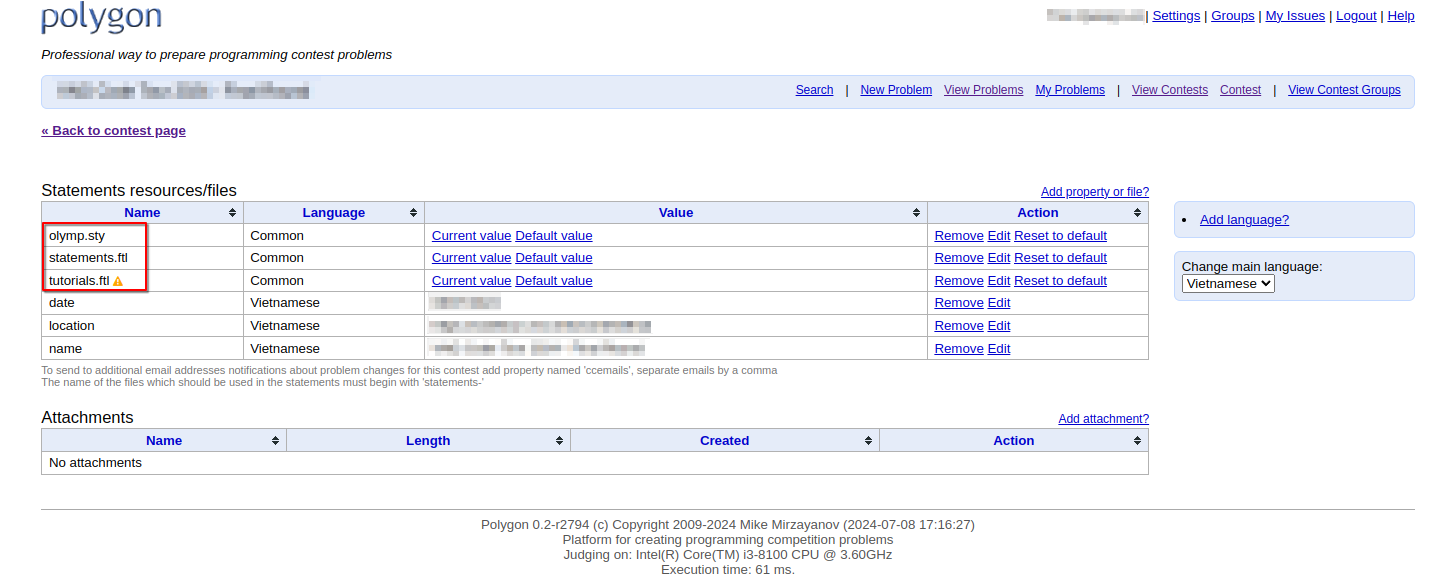 polygon
| Settings | Groups | My Issues | Logout | Help
Professional way to prepare programming contest problems
Search | New Problem View Problems My Problems | View Contests Contest | View Contest Groups
« Back to contest page
Statements resources/files
Add property or file?
Name Language Value Action
olymp.sty Common Current value Default value Remove Edit Reset to default
statements.ftl Common Current value Default value Remove Edit Reset to default
tutorials.ftl Common Current value Default value Remove Edit Reset to default
date Vietnamese Remove Edit
location Vietnamese Remove Edit
name Vietnamese Remove Edit
To send to additional email addresses notifications about problem changes for this contest add property named 'ccemails', separate emails by a comma
The name of the files which should be used in the statements must begin with 'statements-'
Add language?
Change main language:
Vietnamese
Attachments
Add attachment?
Name Length Created Action
No attachments
Polygon 0.2-r2794 (c) Copyright 2009-2024 Mike Mirzayanov (2024-07-08 17:16:27)
Platform for creating programming competition problems
Judging on: Intel(R) Core(TM) i3-8100 CPU @ 3.60GHz
Execution time: 61 ms.